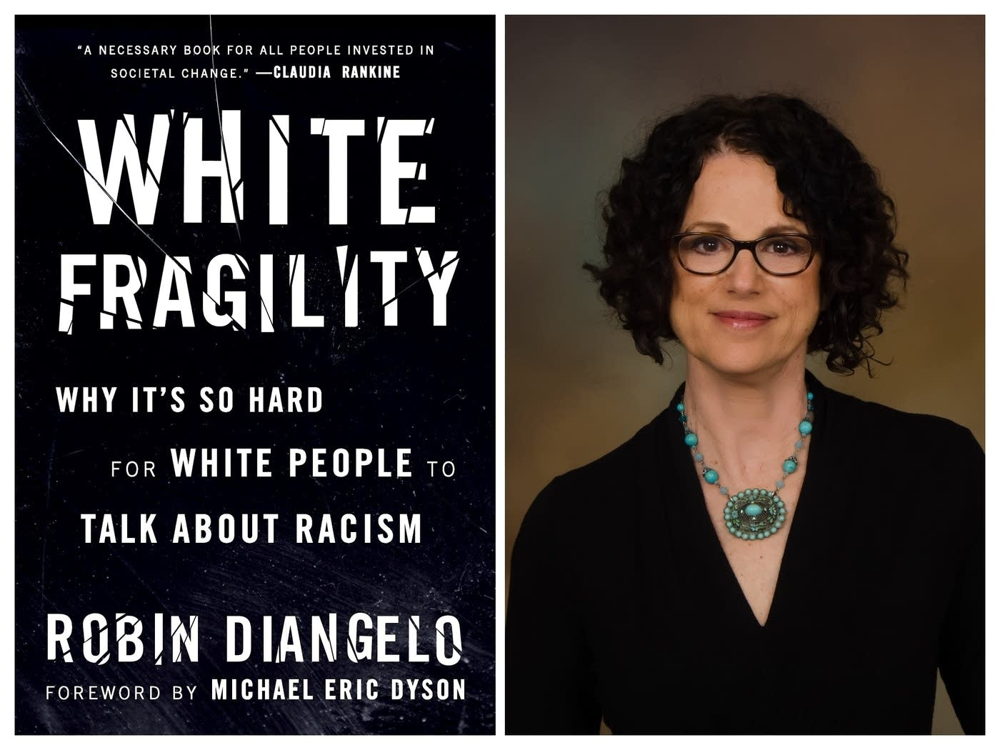 “A NECESSARY BOOK FOR ALL PEOPLE INVESTED IN
SOCIETAL CHANGE.” —CLAUDIA RANKINE
WHITE
FRAGILITY
WHY IT’S SO HARD
FOR WHITE PEOPLE TO
TALK ABOUT RACISM
ROBIN DIANGELO
FOREWORD BY MICHAEL ERIC DYSON